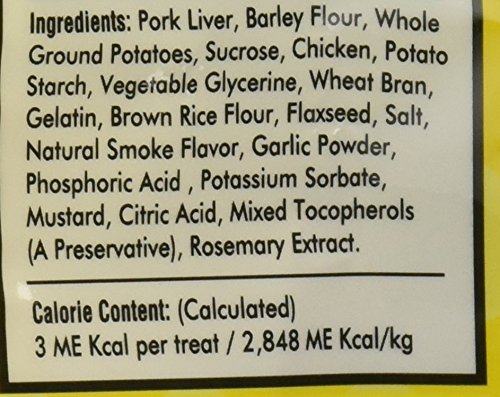 Ingredients: Pork Liver, Barley Flour, Whole
Ground Potatoes, Sucrose, Chicken, Potato
Starch, Vegetable Glycerine, Wheat Bran,
Gelatin, Brown Rice Flour, Flaxseed, Salt,
Natural Smoke Flavor, Garlic Powder,
Phosphoric Acid , Potassium Sorbate,
Mustard, Citric Acid, Mixed Tocopherols
(A Preservative), Rosemary Extract.
Calorie Content: (Calculated)
3 ME Kcal per treat / 2,848 ME Kcal/kg